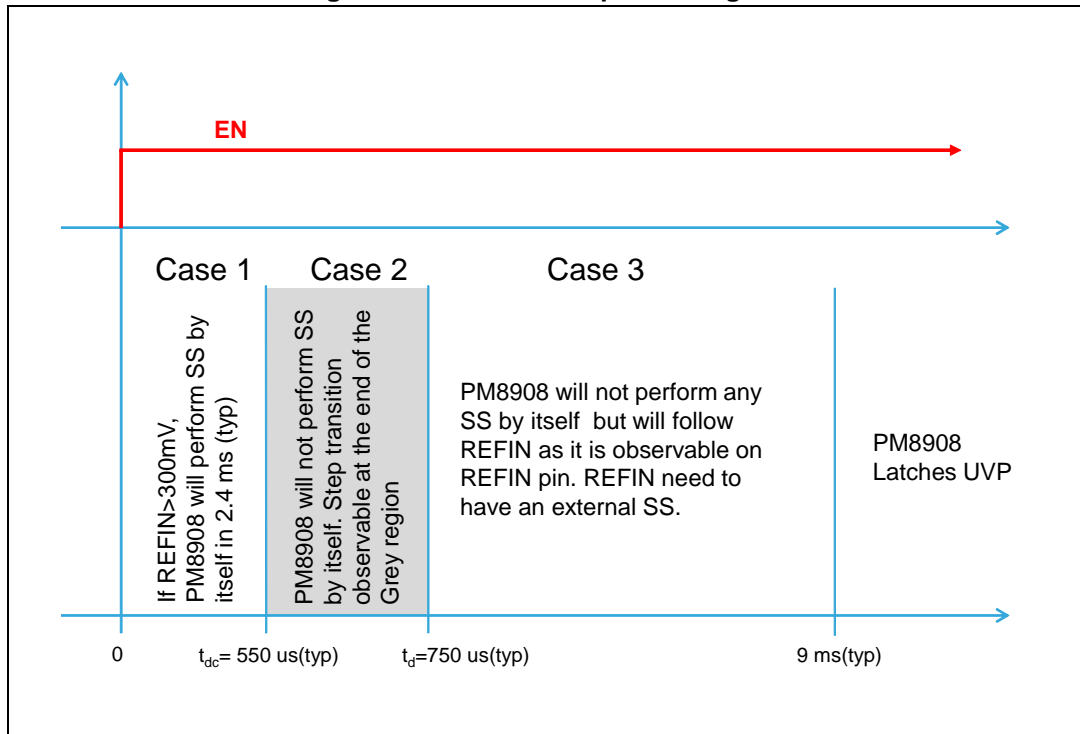 EN
Case 1
Case 2
Case 3
If REFIN>300mV,
PM8908 will perform SS by
itself in 2.4 ms (typ)
PM8908 will not perform SS
by itself. Step transition
observable at the end of the
Grey region
PM8908 will not perform any
SS by itself but will follow
REFIN as it is observable on
REFIN pin. REFIN need to
have an external SS.
PM8908
Latches UVP
0
tdc= 550 us(typ)
td=750 us(typ)
9 ms(typ)